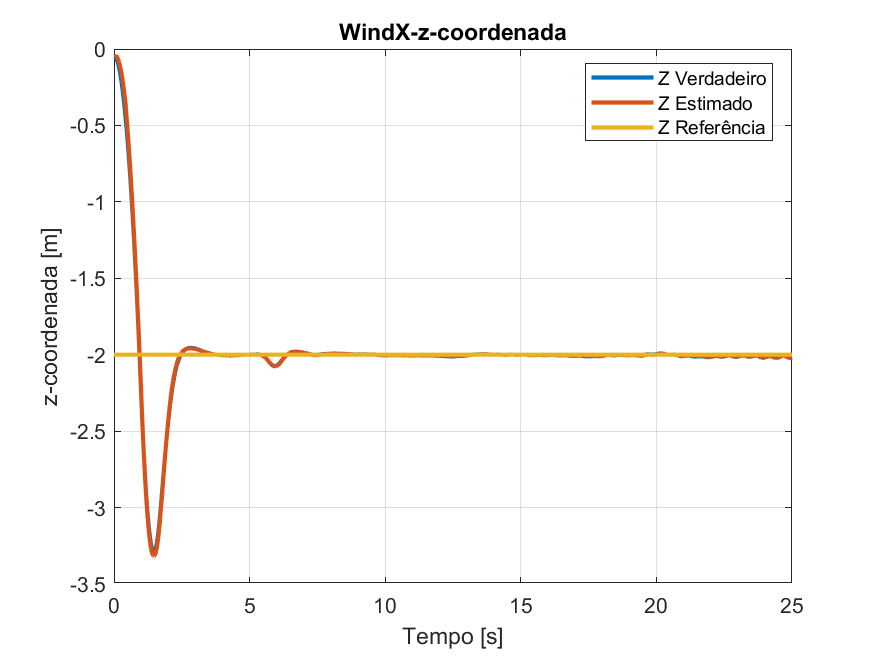 WindX-z-coordenada
Z Verdadeiro
Z Estimado
Z Referência
0
-0.5
-1
-1.5
-2
-2.5
-3
-3.5
z-coordenada [m]
0 5 10 15 20 25
Tempo [s]